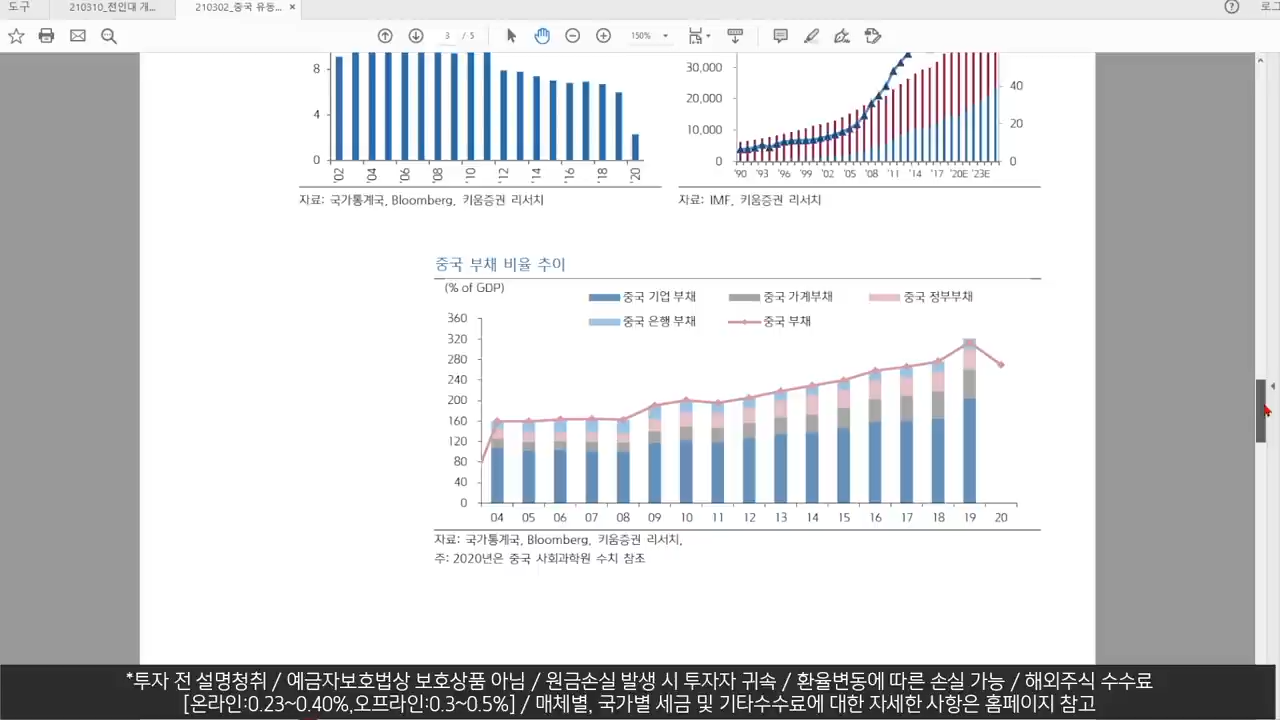 도구
210310_전인대 개...
210302_중국 유동... ×
로그
3 / 5
150%
8
4
0
'02 '04 '06 '08 '10 '12 '14 '16 '18 '20
자료: 국가통계국, Bloomberg, 키움증권 리서치
30,000
20,000
10,000
0
40
20
0
'90 '93 '96 '99 '02 '05 '08 '11 '14 '17 '20E '23E
자료: IMF, 키움증권 리서치
중국 부채 비율 추이
(% of GDP)
중국 기업 부채 중국 가계부채 중국 정부부채
중국 은행 부채 중국 부채
360
320
280
240
200
160
120
80
40
0
04 05 06 07 08 09 10 11 12 13 14 15 16 17 18 19 20
자료: 국가통계국, Bloomberg, 키움증권 리서치,
주: 2020년은 중국 사회과학원 수치 참조
*투자 전 설명청취 / 예금자보호법상 보호상품 아님 / 원금손실 발생 시 투자자 귀속 / 환율변동에 따른 손실 가능 / 해외주식 수수료
[온라인:0.23~0.40%,오프라인:0.3~0.5%] / 매체별, 국가별 세금 및 기타수수료에 대한 자세한 사항은 홈페이지 참고